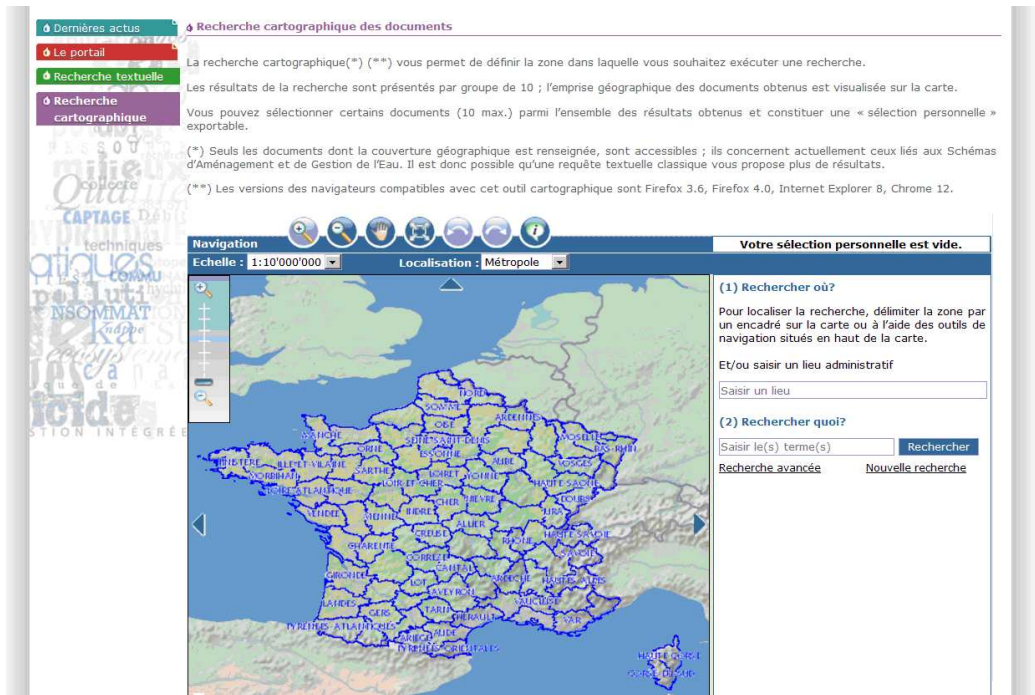 Dernières actus
Le portail
Recherche textuelle
Recherche
cartographique
Recherche cartographique des documents
La recherche cartographique(*) (**) vous permet de définir la zone dans laquelle vous souhaitez exécuter une recherche.
Les résultats de la recherche sont présentés par groupe de 10 ; l'emprise géographique des documents obtenus est visualisée sur la carte.
Vous pouvez sélectionner certains documents (10 max.) parmi l'ensemble des résultats obtenus et constituer une « sélection personnelle »
exportable.
(*) Seuls les documents dont la couverture géographique est renseignée, sont accessibles ; ils concernent actuellement ceux liés aux Schémas
d'Aménagement et de Gestion de l'Eau. Il est donc possible qu'une requête textuelle classique vous propose plus de résultats.
(**) Les versions des navigateurs compatibles avec cet outil cartographique sont Firefox 3.6, Firefox 4.0, Internet Explorer 8, Chrome 12.
milieux
collecte
CAPTAGE
techniques
NSOMMAT
nappe
ecosystème
icides
STION INTÉGRÉE
Navigation
Votre sélection personnelle est vide.
Echelle : 1:10'000'000
Localisation : Métropole
(1) Rechercher où?
Pour localiser la recherche, délimiter la zone par
un encadré sur la carte ou à l'aide des outils de
navigation situés en haut de la carte.
Et/ou saisir un lieu administratif
Saisir un lieu
(2) Rechercher quoi?
Saisir le(s) terme(s)
Rechercher
Recherche avancée
Nouvelle recherche
NORD
SOMME
OISE
ARDENNES
MANCHE
ORNE
SEINE-SAINT-DENIS
MOSELLE
BAS-RHIN
ESSONNE
AUBE
VOSGES
FINISTERE
ILLE-ET-VILAINE
SARTHE
MORBIHAN
LOIRET
YONNE
HAUTE SAONE
LOIR-ET-CHER
LOIRE-ATLANTIQUE
CHER
NIEVRE
DOUBS
VENDEE
VIENNE
INDRE
JURA
ALLIER
CREUSE
RHONE
HAUTE-SAVOIE
CHARENTE
SAVOIE
CORREZE
CANTAL
GIRONDE
LOT
ARDECHE
HAUTES-ALPES
AVEYRON
LANDES
GERS
TARN
HERAULT
VAUCLUSE
VAR
PYRENEES-ATLANTIQUES
ARIEGE
AUDE
PYRENEES-ORIENTALES
HAUTE-CORSE
CORSE-DU-SUD